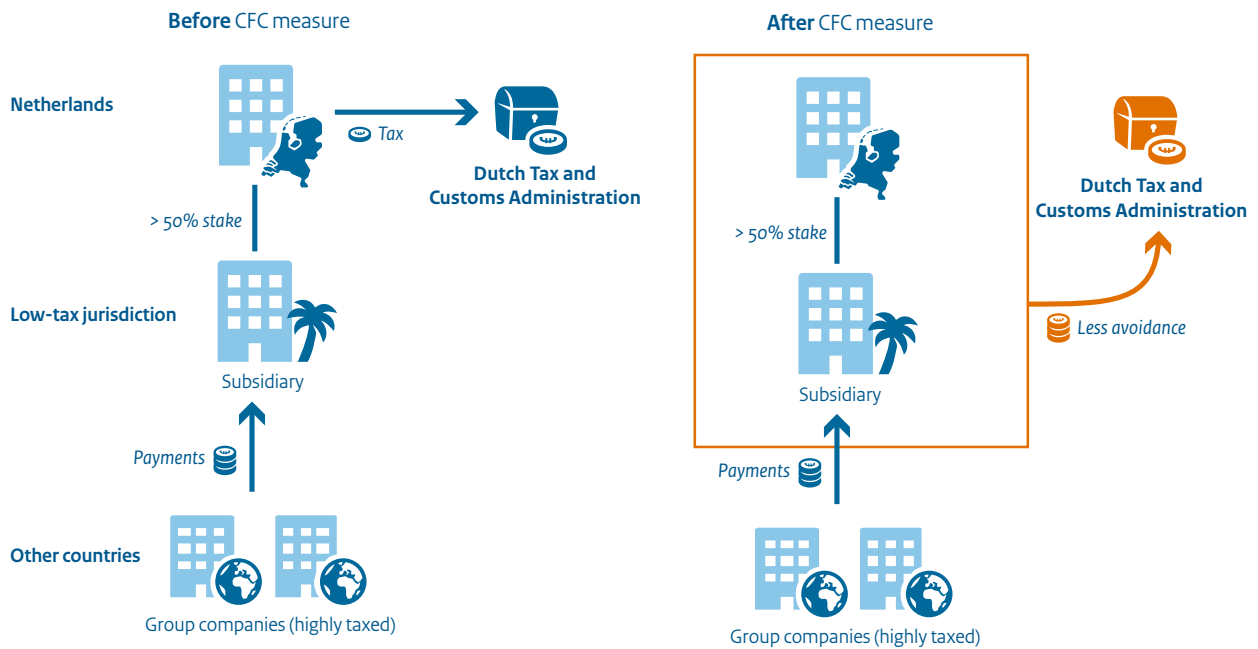 Before CFC measure
Netherlands
Tax
Dutch Tax and
Customs Administration
> 50% stake
Low-tax jurisdiction
Subsidiary
Payments
Other countries
Group companies (highly taxed)
After CFC measure
Dutch Tax and
Customs Administration
> 50% stake
Less avoidance
Subsidiary
Payments
Group companies (highly taxed)